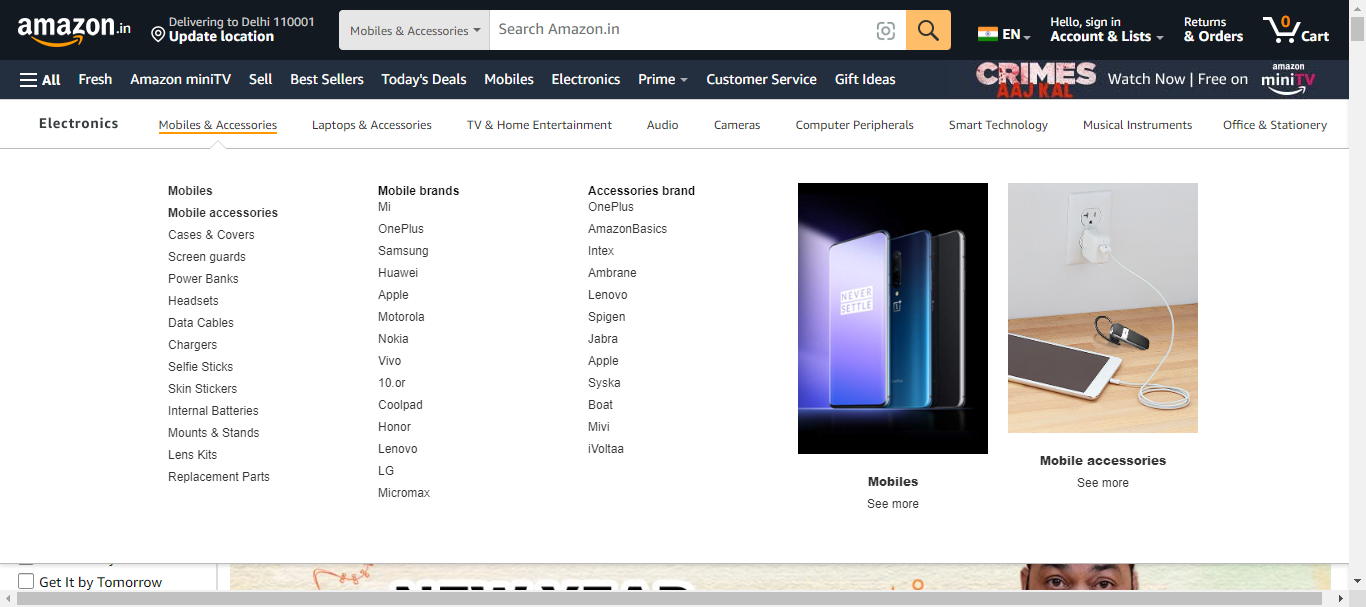 amazon.in
Delivering to Delhi 110001
Update location
Mobiles & Accessories
Search Amazon.in
EN
Hello, sign in
Account & Lists
Returns
& Orders
0
Cart
All
Fresh
Amazon miniTV
Sell
Best Sellers
Today's Deals
Mobiles
Electronics
Prime
Customer Service
Gift Ideas
CRIMES
AAJ KAL
Watch Now | Free on
amazon
miniTV
Electronics
Mobiles & Accessories
Laptops & Accessories
TV & Home Entertainment
Audio
Cameras
Computer Peripherals
Smart Technology
Musical Instruments
Office & Stationery
Mobiles
Mobile accessories
Cases & Covers
Screen guards
Power Banks
Headsets
Data Cables
Chargers
Selfie Sticks
Skin Stickers
Internal Batteries
Mounts & Stands
Lens Kits
Replacement Parts
Mobile brands
Mi
OnePlus
Samsung
Huawei
Apple
Motorola
Nokia
Vivo
10.or
Coolpad
Honor
Lenovo
LG
Micromax
Accessories brand
OnePlus
AmazonBasics
Intex
Ambrane
Lenovo
Spigen
Jabra
Apple
Syska
Boat
Mivi
iVoltaa
NEVER
SETTLE
Mobiles
See more
Mobile accessories
See more
Get It by Tomorrow
NEW YEAR